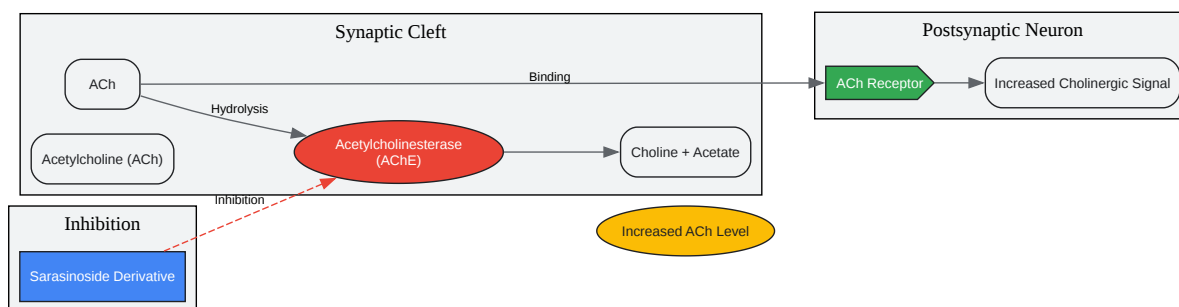 Synaptic Cleft
Postsynaptic Neuron
ACh
Binding
ACh Receptor
Increased Cholinergic Signal
Hydrolysis
Acetylcholine (ACh)
Acetylcholinesterase
(AChE)
Choline + Acetate
Inhibition
Inhibition
Increased ACh Level
Sarasinoside Derivative